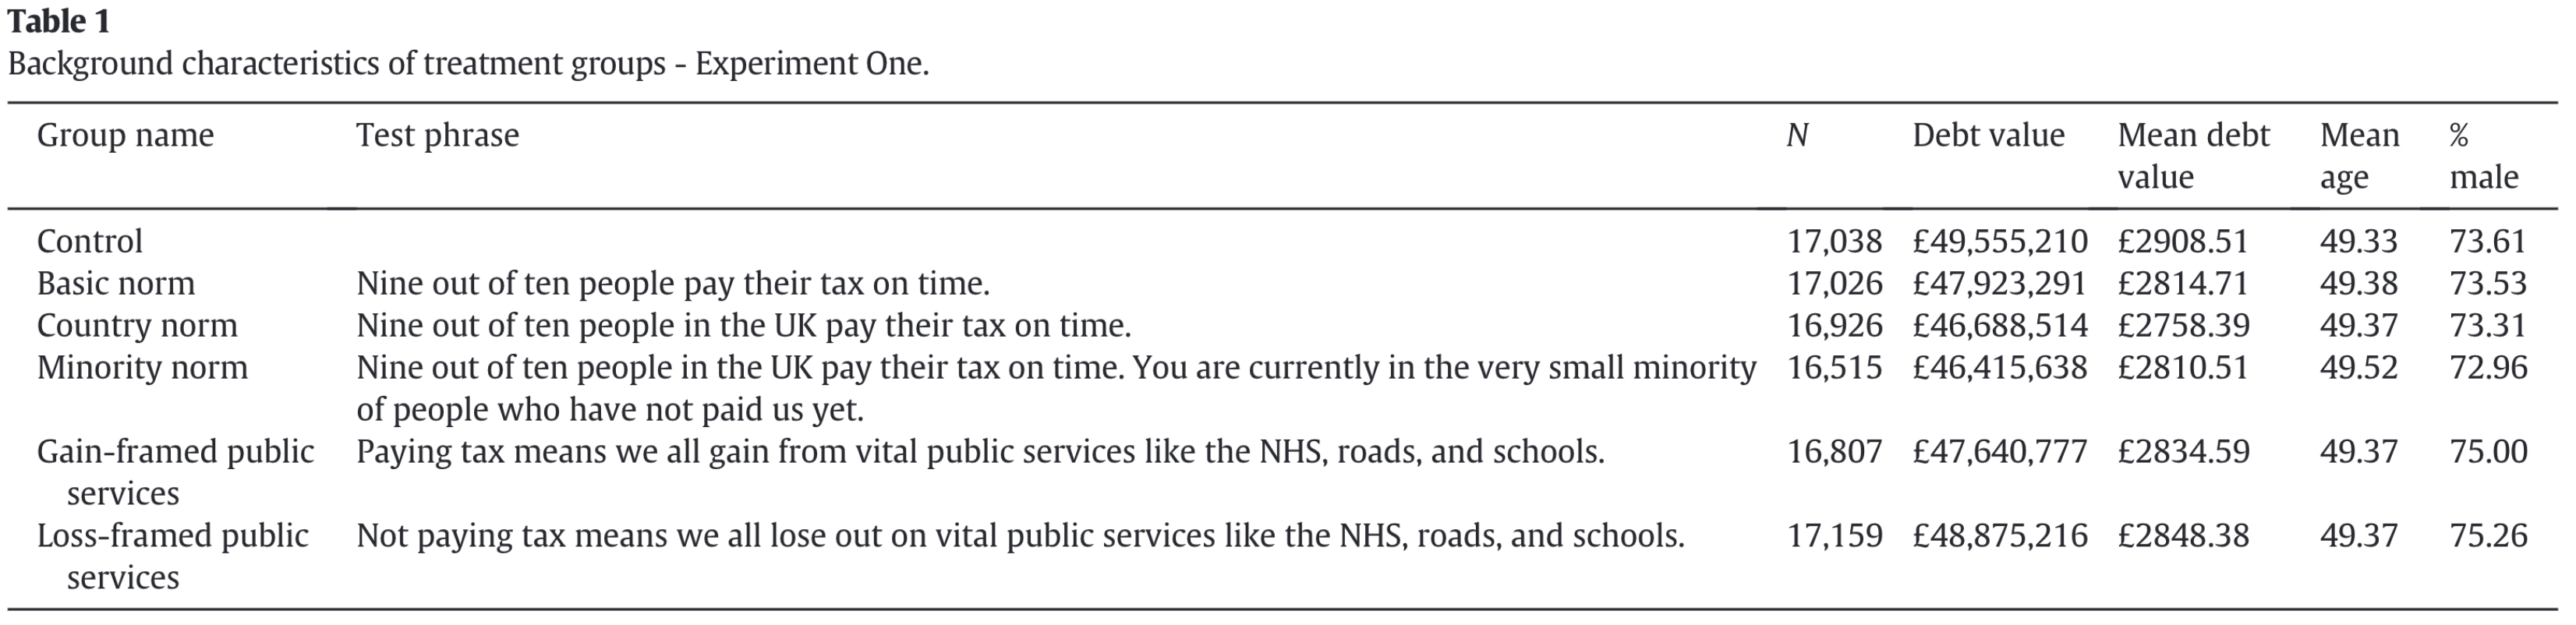 Table 1
Background characteristics of treatment groups - Experiment One.
Group name Test phrase N Debt value Mean debt value Mean age % male
Control 17,038 £49,555,210 £2908.51 49.33 73.61
Basic norm Nine out of ten people pay their tax on time. 17,026 £47,923,291 £2814.71 49.38 73.53
Country norm Nine out of ten people in the UK pay their tax on time. 16,926 £46,688,514 £2758.39 49.37 73.31
Minority norm Nine out of ten people in the UK pay their tax on time. You are currently in the very small minority 16,515 £46,415,638 £2810.51 49.52 72.96
of people who have not paid us yet.
Gain-framed public Paying tax means we all gain from vital public services like the NHS, roads, and schools. 16,807 £47,640,777 £2834.59 49.37 75.00
services
Loss-framed public Not paying tax means we all lose out on vital public services like the NHS, roads, and schools. 17,159 £48,875,216 £2848.38 49.37 75.26
services